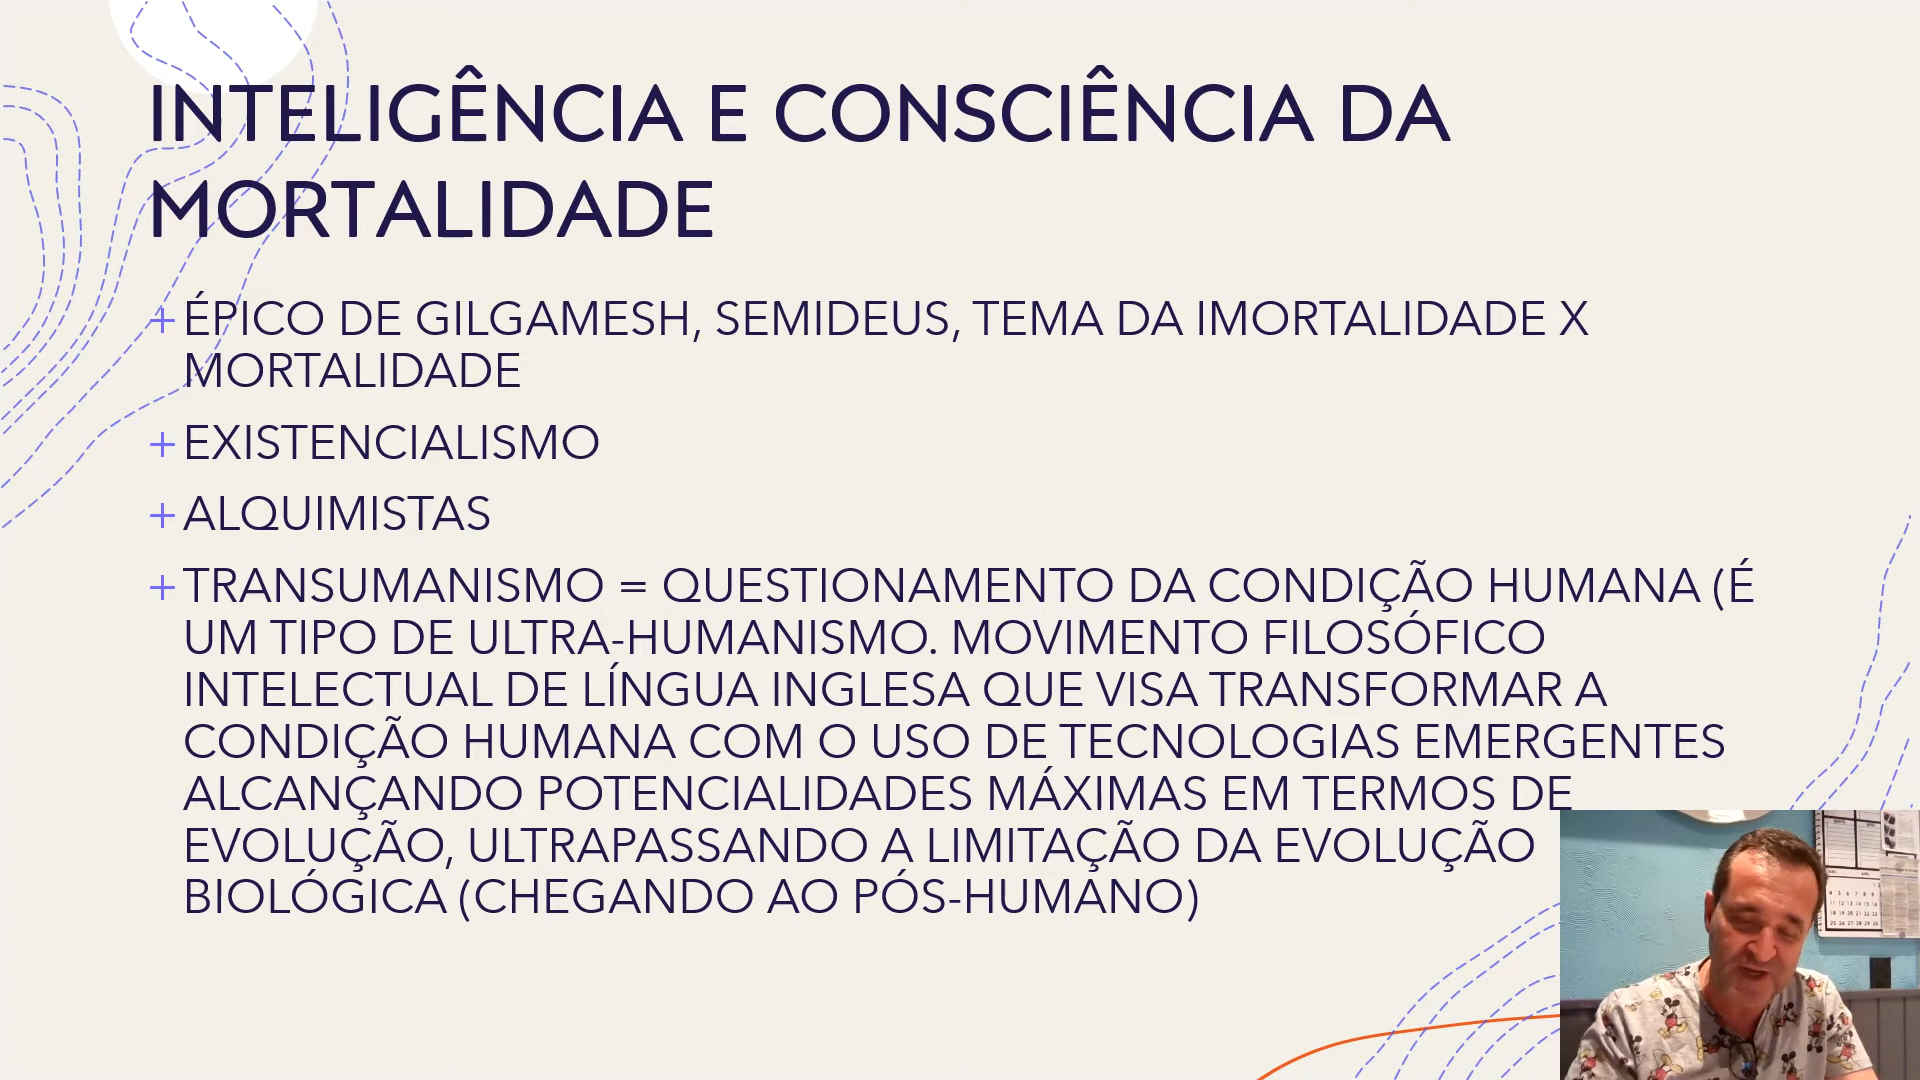 INTELIGÊNCIA E CONSCIÊNCIA DA
MORTALIDADE
+ ÉPICO DE GILGAMESH, SEMIDEUS, TEMA DA IMORTALIDADE X
MORTALIDADE
+ EXISTENCIALISMO
+ ALQUIMISTAS
+ TRANSUMANISMO = QUESTIONAMENTO DA CONDIÇÃO HUMANA (É
UM TIPO DE ULTRA-HUMANISMO. MOVIMENTO FILOSÓFICO
INTELECTUAL DE LÍNGUA INGLESA QUE VISA TRANSFORMAR A
CONDIÇÃO HUMANA COM O USO DE TECNOLOGIAS EMERGENTES
ALCANÇANDO POTENCIALIDADES MÁXIMAS EM TERMOS DE
EVOLUÇÃO, ULTRAPASSANDO A LIMITAÇÃO DA EVOLUÇÃO
BIOLÓGICA (CHEGANDO AO PÓS-HUMANO)